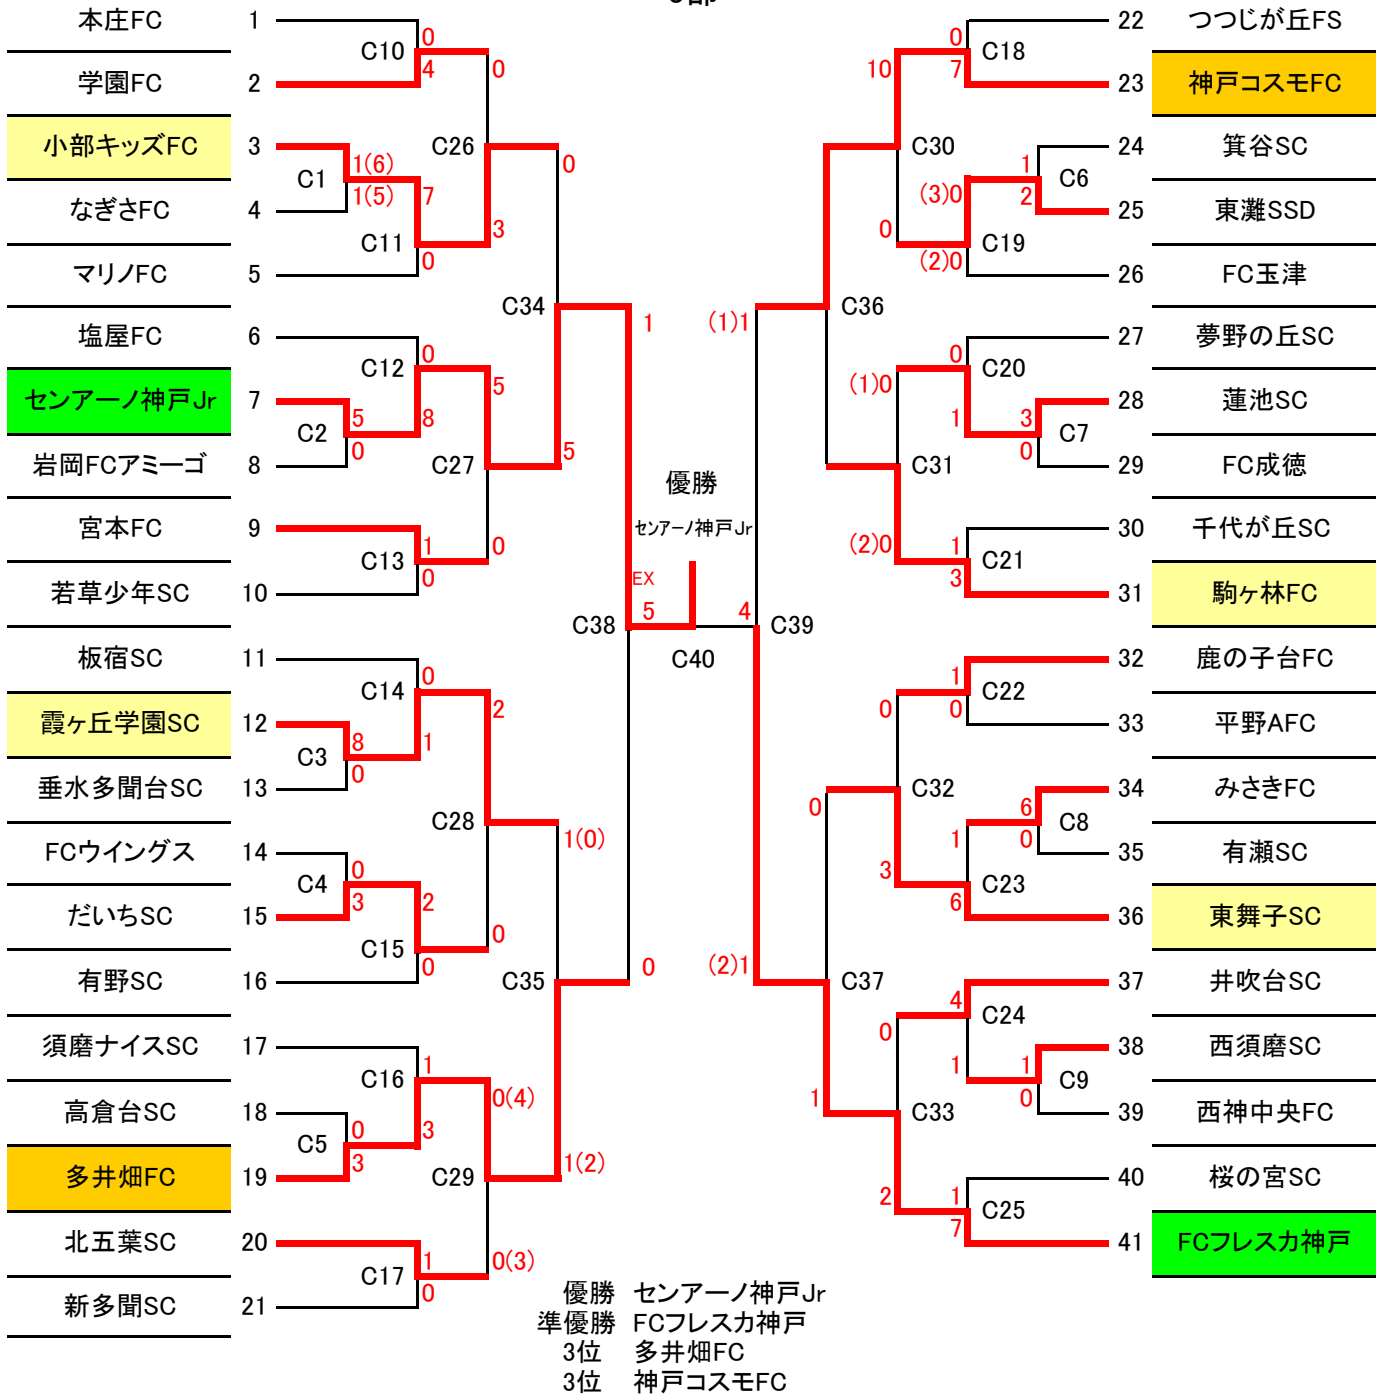 本庄FC 1
学園FC 2
小部キッズFC 3
なぎさFC 4
マリノFC 5
塩屋FC 6
センアーノ神戸Jr 7
岩岡FCアミーゴ 8
宮本FC 9
若草少年SC 10
板宿SC 11
霞ヶ丘学園SC 12
垂水多聞台SC 13
FCウイングス 14
だいちSC 15
有野SC 16
須磨ナイスSC 17
高倉台SC 18
多井畑FC 19
北五葉SC 20
新多聞SC 21
C1 1(6) 1(5)
C2 5 0
C3 8 0
C4 0 3
C5 0 3
C10 0 4
C11 7 0
C12 0 8
C13 1 0
C14 0 1
C15 2 0
C16 1 3
C17 1 0
C26 0 3
C27 5 0
C28 2 0
C29 0(4) 0(3)
C34 0 5
C35 1(0) 1(2)
C38 1 0
優勝
センアーノ神戸Jr
EX
5 4
C40
C39 (1)1 (2)1
C36 10 0
C37 0 1
C30
C31 (1)0 (2)0
C32 0 3
C33 0 2
C18 0 7
C19 (3)0 (2)0
C20 0 1
C21 1 3
C22 1 0
C23 1 6
C24 4 1
C25 1 7
C6 1 2
C7 3 0
C8 6 0
C9 1 0
22 つつじが丘FS
23 神戸コスモFC
24 箕谷SC
25 東灘SSD
26 FC玉津
27 夢野の丘SC
28 蓮池SC
29 FC成徳
30 千代が丘SC
31 駒ヶ林FC
32 鹿の子台FC
33 平野AFC
34 みさきFC
35 有瀬SC
36 東舞子SC
37 井吹台SC
38 西須磨SC
39 西神中央FC
40 桜の宮SC
41 FCフレスカ神戸
優勝 センアーノ神戸Jr
準優勝 FCフレスカ神戸
3位 多井畑FC
3位 神戸コスモFC